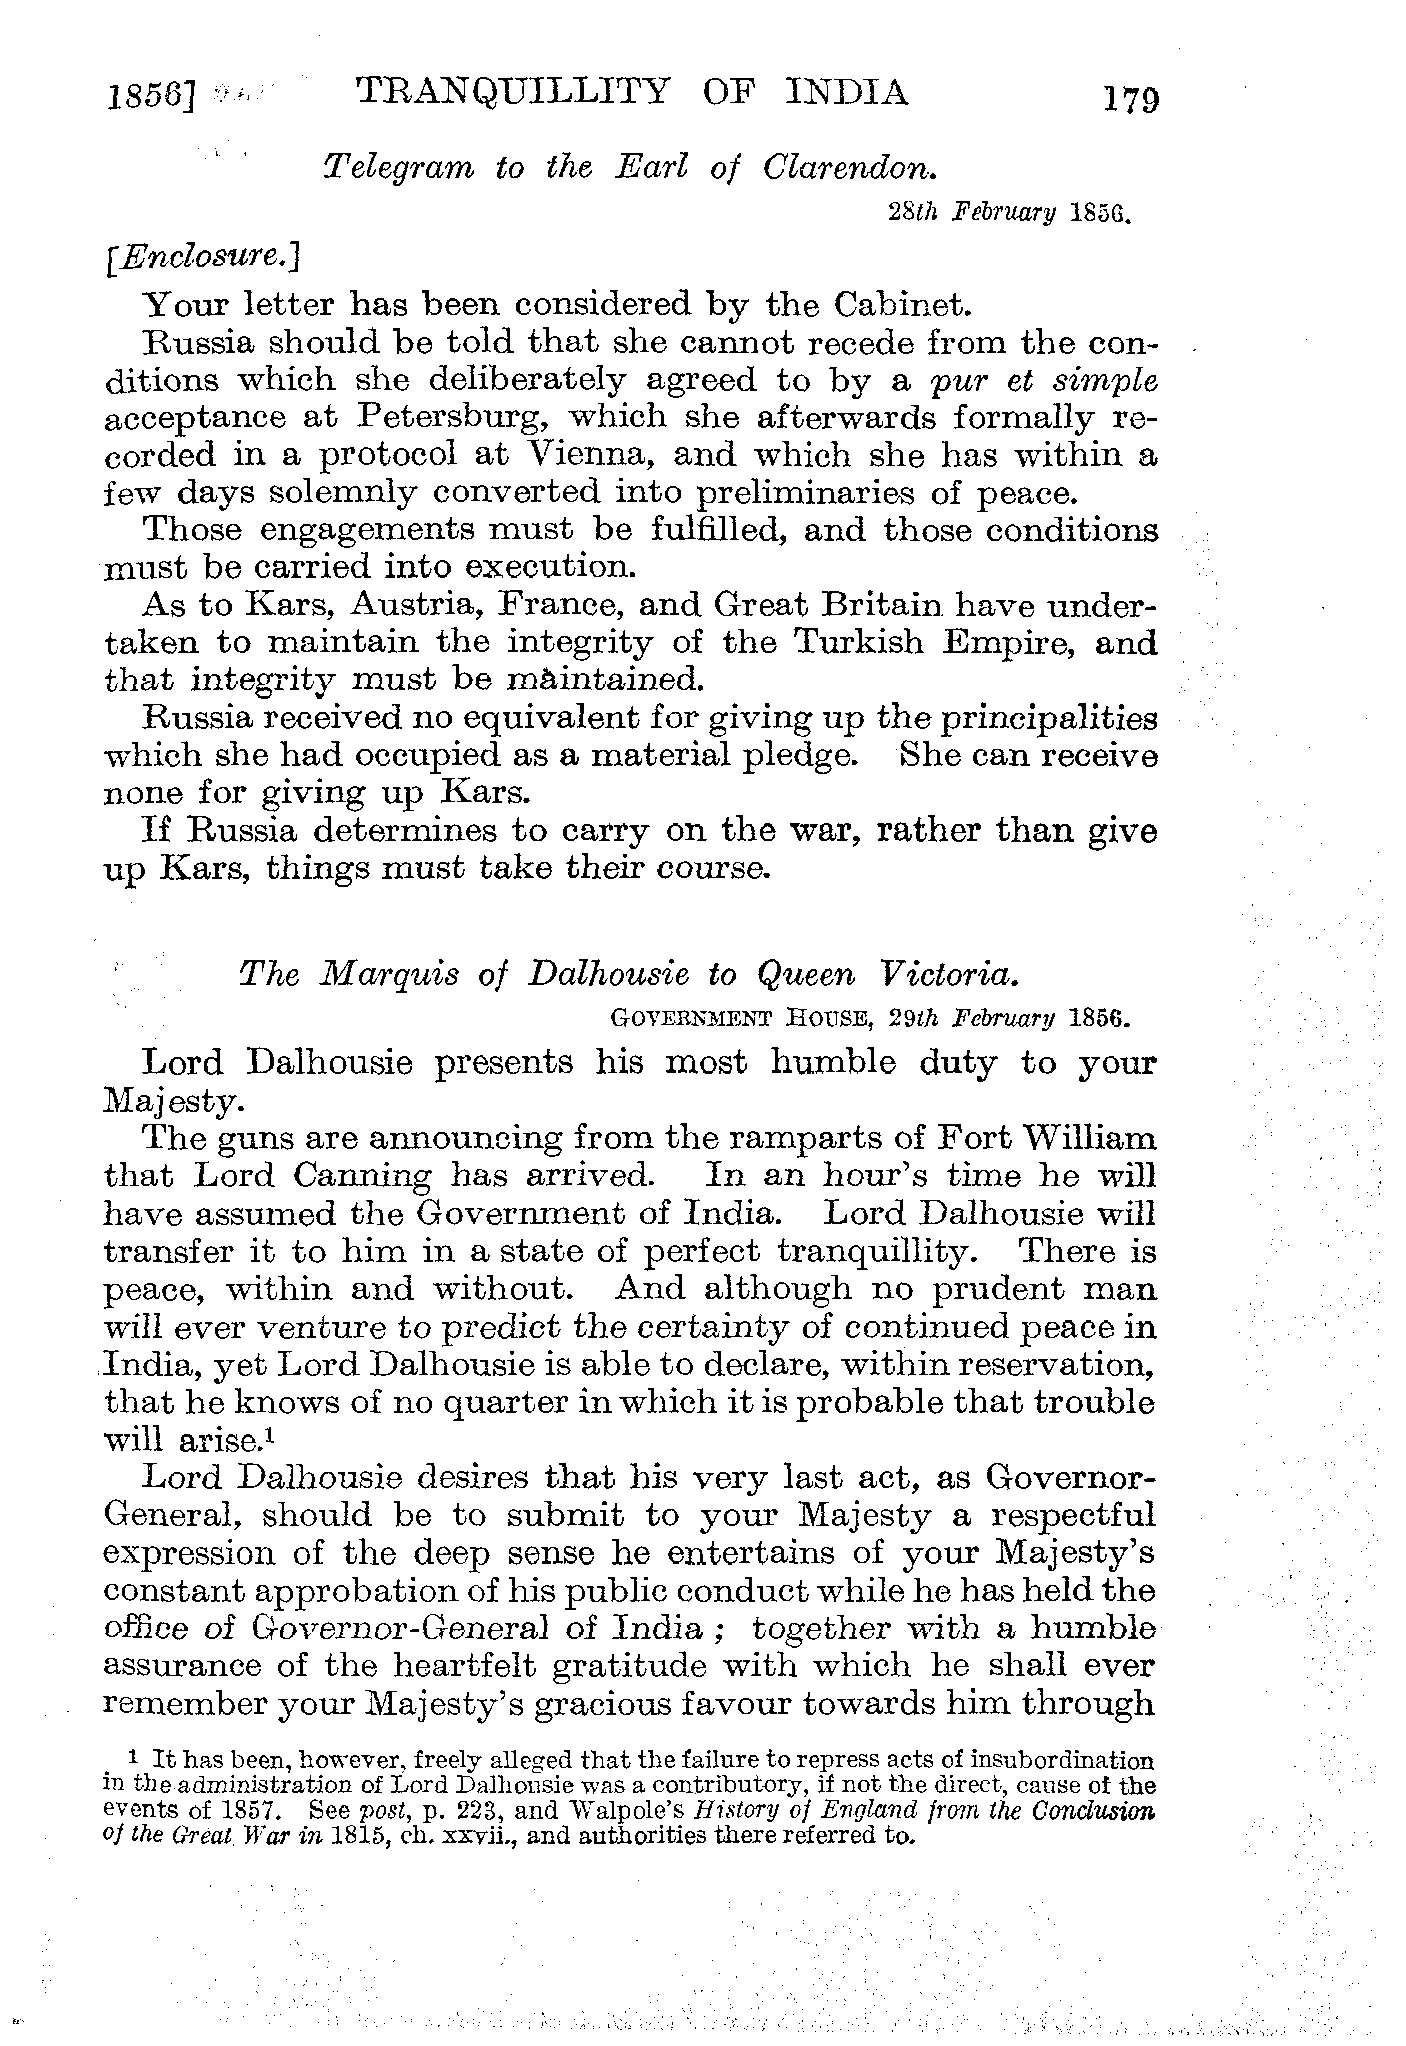 1856] TRANQUILLITY OF INDIA 179
Telegram to the Earl of Clarendon.
28th February 1856.
[Enclosure.]
Your letter has been considered by the Cabinet.
Russia should be told that she cannot recede from the con-
ditions which she deliberately agreed to by a pur et simple
acceptance at Petersburg, which she afterwards formally re-
corded in a protocol at Vienna, and which she has within a
few days solemnly converted into preliminaries of peace.
Those engagements must be fulfilled, and those conditions
must be carried into execution.
As to Kars, Austria, France, and Great Britain have under-
taken to maintain the integrity of the Turkish Empire, and
that integrity must be maintained.
Russia received no equivalent for giving up the principalities
which she had occupied as a material pledge. She can receive
none for giving up Kars.
If Russia determines to carry on the war, rather than give
up Kars, things must take their course.
The Marquis of Dalhousie to Queen Victoria.
GOVERNMENT HOUSE, 29th February 1856.
Lord Dalhousie presents his most humble duty to your
Majesty.
The guns are announcing from the ramparts of Fort William
that Lord Canning has arrived. In an hour's time he will
have assumed the Government of India. Lord Dalhousie will
transfer it to him in a state of perfect tranquillity. There is
peace, within and without. And although no prudent man
will ever venture to predict the certainty of continued peace in
India, yet Lord Dalhousie is able to declare, within reservation,
that he knows of no quarter in which it is probable that trouble
will arise.¹
Lord Dalhousie desires that his very last act, as Governor-
General, should be to submit to your Majesty a respectful
expression of the deep sense he entertains of your Majesty's
constant approbation of his public conduct while he has held the
office of Governor-General of India ; together with a humble
assurance of the heartfelt gratitude with which he shall ever
remember your Majesty's gracious favour towards him through
¹ It has been, however, freely alleged that the failure to repress acts of insubordination
in the administration of Lord Dalhousie was a contributory, if not the direct, cause of the
events of 1857. See post, p. 223, and Walpole's History of England from the Conclusion
of the Great War in 1815, ch. xxvii., and authorities there referred to.